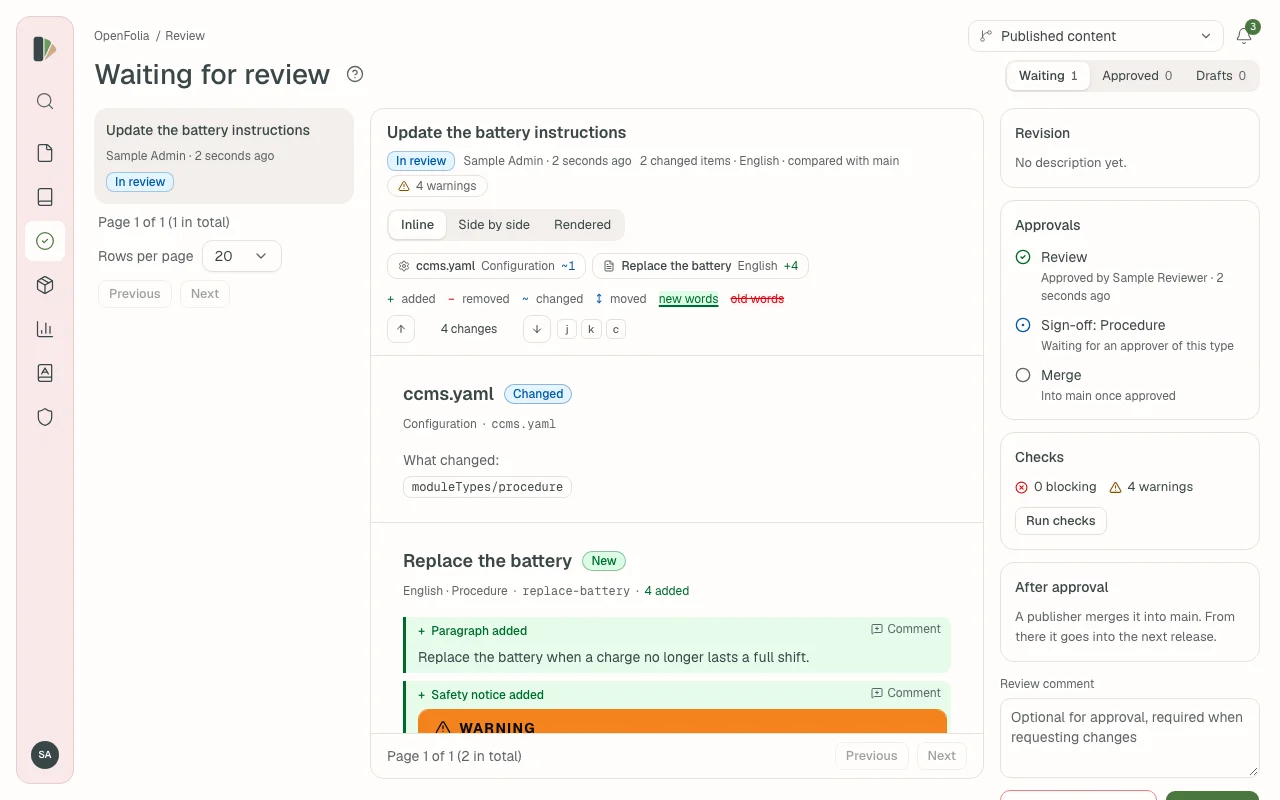 OpenFolia / Review
Published content
3
Waiting for review
Waiting 1 Approved 0 Drafts 0
Update the battery instructions
Sample Admin · 2 seconds ago
In review
Page 1 of 1 (1 in total)
Rows per page 20
Previous Next
SA
Update the battery instructions
In review Sample Admin · 2 seconds ago 2 changed items · English · compared with main
4 warnings
Inline Side by side Rendered
ccms.yaml Configuration ~1 Replace the battery English +4
+ added − removed ~ changed ↕ moved new words old words
↑ 4 changes ↓ j k c
ccms.yaml Changed
Configuration · ccms.yaml
What changed:
moduleTypes/procedure
Replace the battery New
English · Procedure · replace-battery · 4 added
+ Paragraph added Comment
Replace the battery when a charge no longer lasts a full shift.
+ Safety notice added Comment
WARNING
Page 1 of 1 (2 in total) Previous Next
Revision
No description yet.
Approvals
Review
Approved by Sample Reviewer · 2
seconds ago
Sign-off: Procedure
Waiting for an approver of this type
Merge
Into main once approved
Checks
0 blocking 4 warnings
Run checks
After approval
A publisher merges it into main. From
there it goes into the next release.
Review comment
Optional for approval, required when
requesting changes